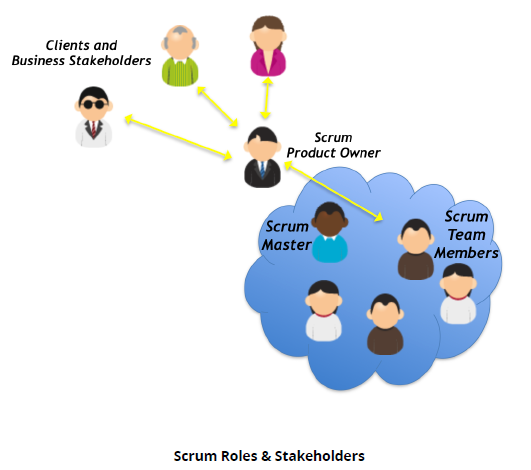 Clients and
Business Stakeholders
Scrum
Product Owner
Scrum
Master
Scrum
Team
Members
Scrum Roles & Stakeholders